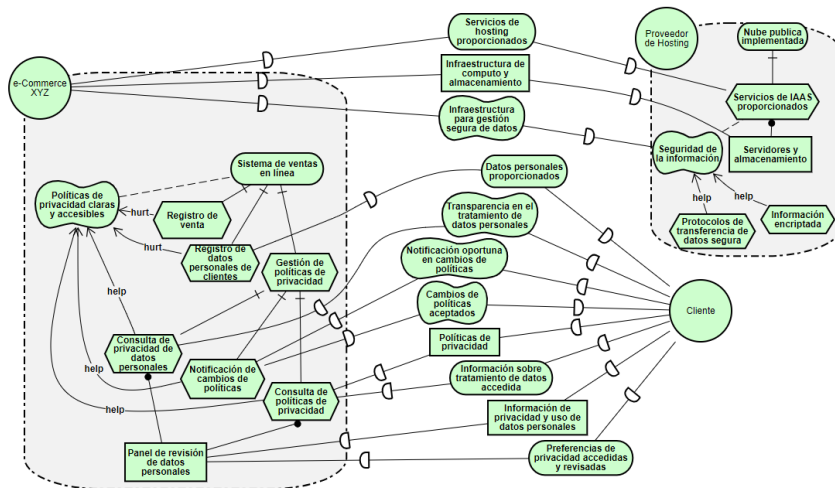 e-Commerce
XYZ
Servicios de
hosting proporcionados
Infraestructura de
computo y
almacenamiento
Infraestructura
para gestión
segura de datos
Proveedor
de Hosting
Nube publica
implementada
Servicios de IAAS
proporcionados
Seguridad de
la información
Servidores y
almacenamiento
help
help
Protocolos de
transferencia de
datos segura
Información
encriptada
Sistema de ventas
en línea
Políticas de
privacidad claras
y accesibles
hurt
Registro de
venta
hurt
Registro de
datos
personales de
clientes
Gestión de
políticas de
privacidad
help
Consulta de
privacidad de
datos
personales
help
Notificación de
cambios de
políticas
help
Consulta de
políticas de
privacidad
Panel de revisión
de datos
personales
Datos personales
proporcionados
Transparencia en el
tratamiento de
datos personales
Notificación oportuna
en cambios de
políticas
Cambios de
políticas
aceptados
Políticas de
privacidad
Información sobre
tratamiento de datos
accedida
Información de
privacidad y uso de
datos personales
Preferencias de
privacidad accedidas
y revisadas
Cliente